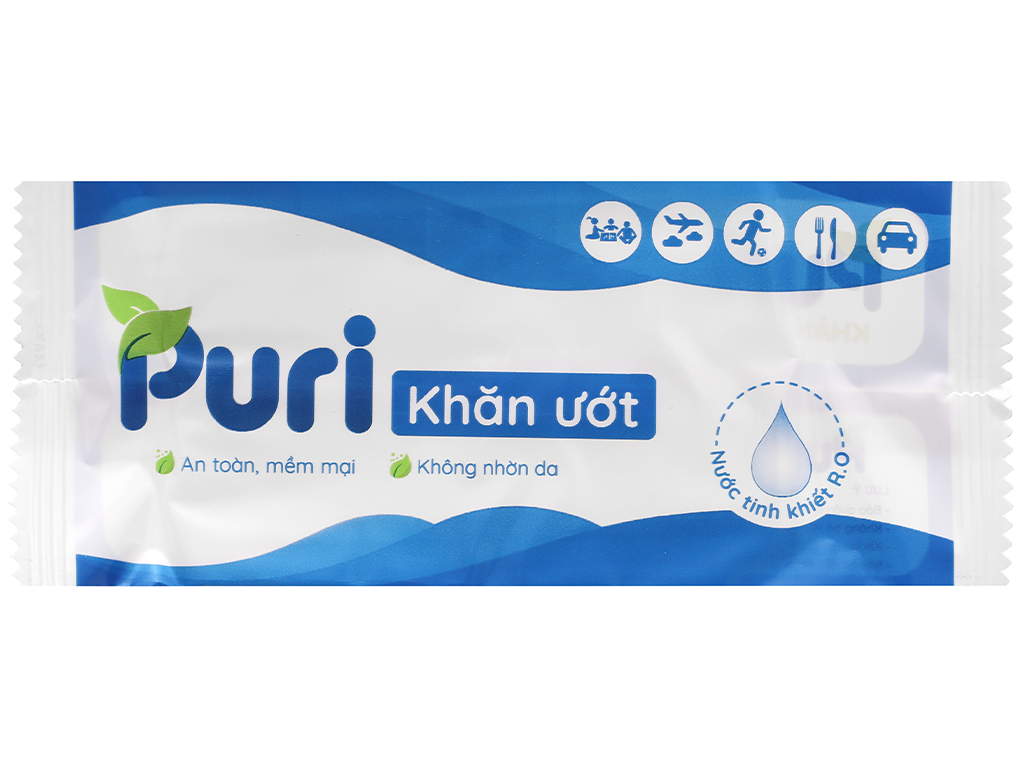 Puri
Khăn ướt
An toàn, mềm mại
Không nhờn da
Nước tinh khiết R.O